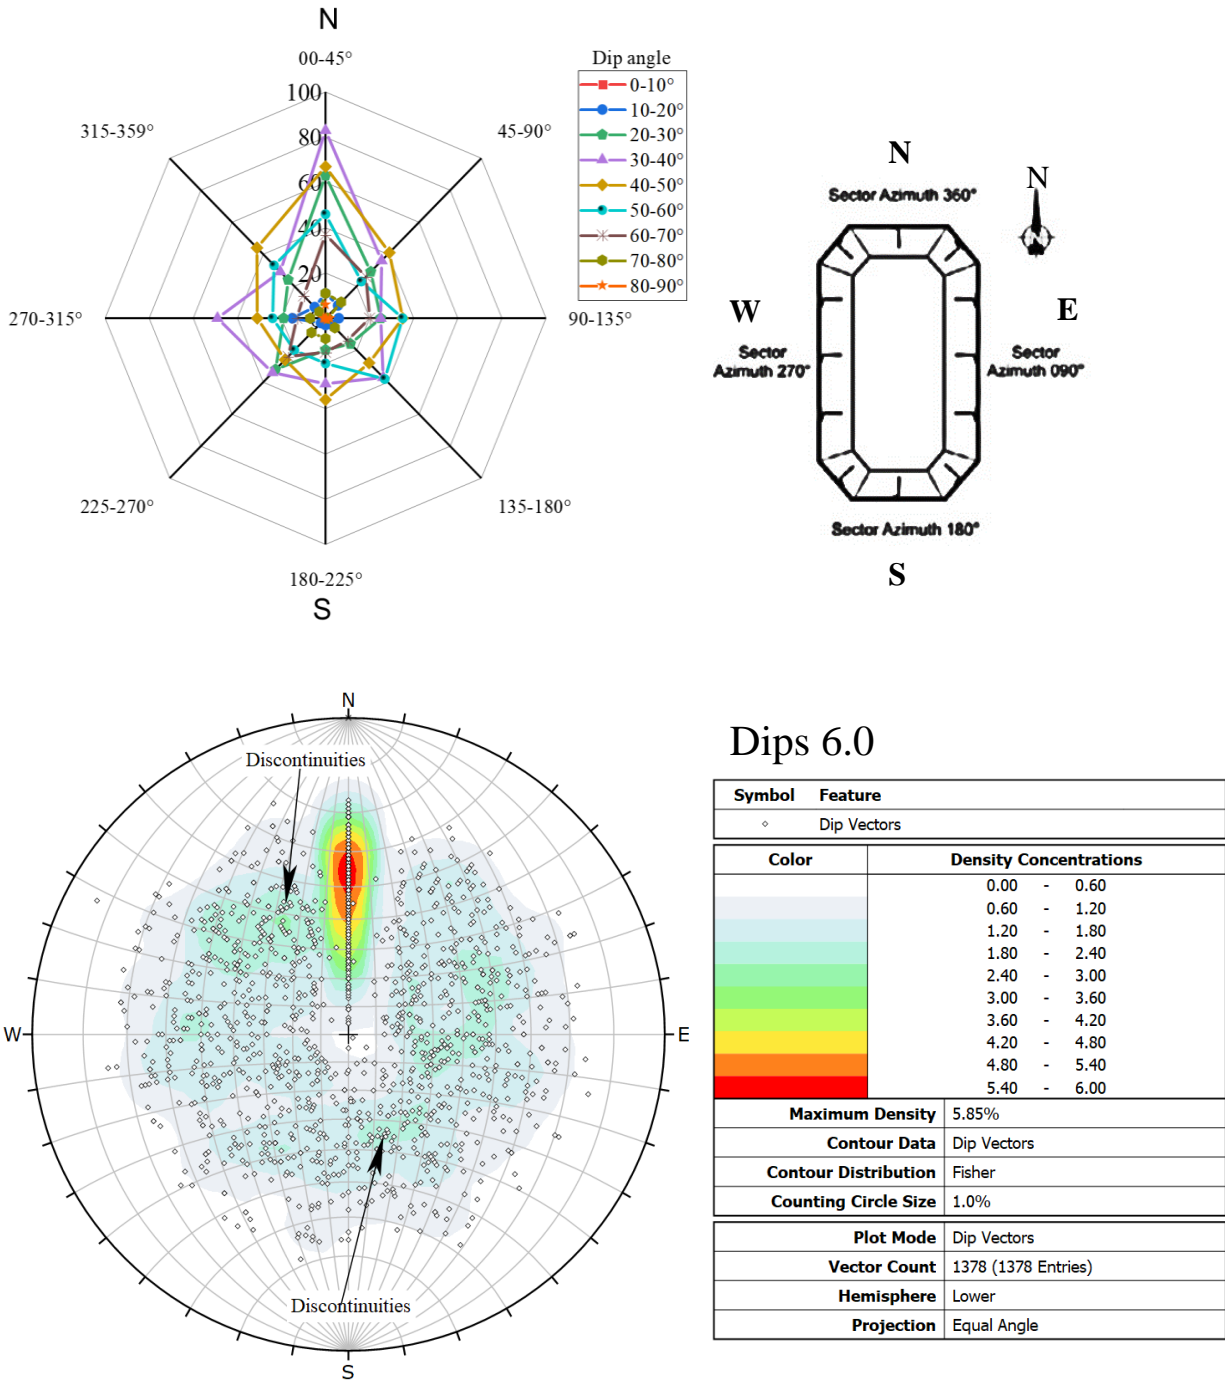 N
00-45°
100
80
60
40
20
315-359°
45-90°
270-315°
90-135°
225-270°
135-180°
180-225°
S
Dip angle
0-10°
10-20°
20-30°
30-40°
40-50°
50-60°
60-70°
70-80°
80-90°
N
Sector Azimuth 360°
N
W
E
Sector
Azimuth 270°
Sector
Azimuth 090°
Sector Azimuth 180°
S
N
Discontinuities
W
E
Discontinuities
S
Dips 6.0
Symbol Feature
Dip Vectors
Color Density Concentrations
0.00 - 0.60
0.60 - 1.20
1.20 - 1.80
1.80 - 2.40
2.40 - 3.00
3.00 - 3.60
3.60 - 4.20
4.20 - 4.80
4.80 - 5.40
5.40 - 6.00
Maximum Density 5.85%
Contour Data Dip Vectors
Contour Distribution Fisher
Counting Circle Size 1.0%
Plot Mode Dip Vectors
Vector Count 1378 (1378 Entries)
Hemisphere Lower
Projection Equal Angle